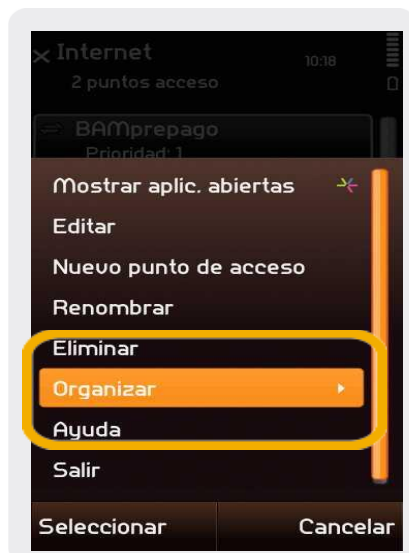 Internet
10:18
2 puntos acceso
BAMprepago
Prioridad: 1
Mostrar aplic. abiertas
Editar
Nuevo punto de acceso
Renombrar
Eliminar
Organizar
Ayuda
Salir
Seleccionar
Cancelar